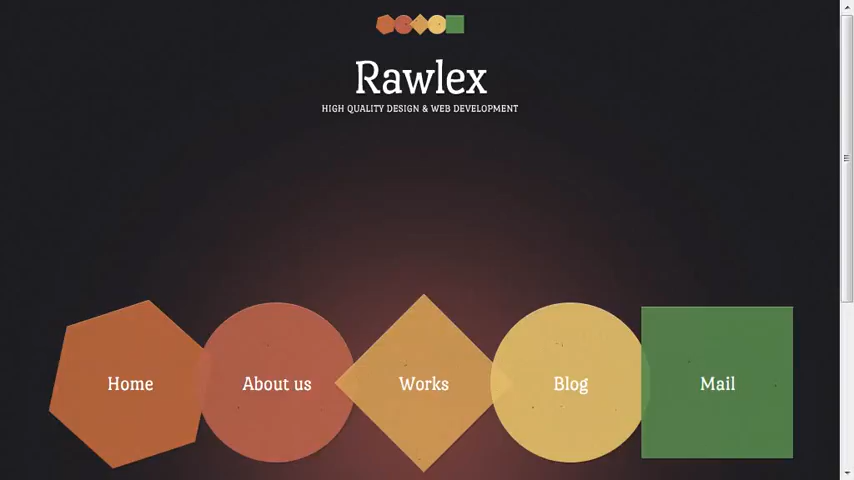 Rawlex
HIGH QUALITY DESIGN & WEB DEVELOPMENT
Home
About us
Works
Blog
Mail